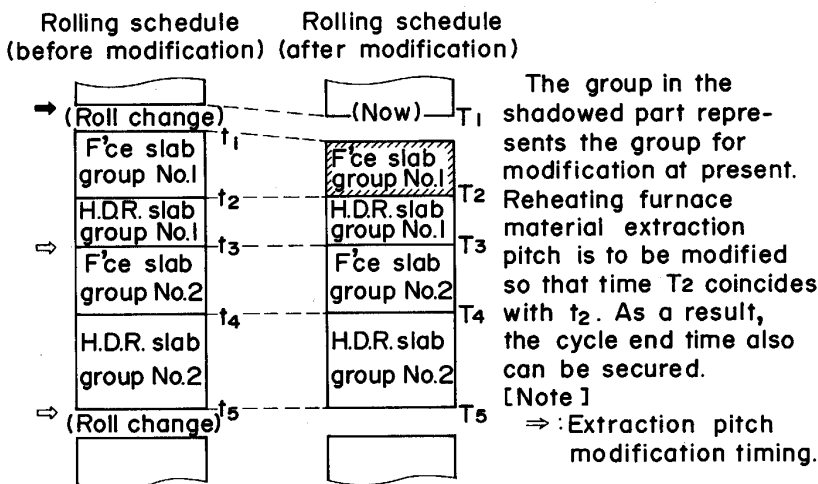 Rolling schedule
(before modification)
Rolling schedule
(after modification)
(Roll change)
t1
F'ce slab
group No.1
t2
H.D.R. slab
group No.1
t3
F'ce slab
group No.2
t4
H.D.R. slab
group No.2
t5
(Roll change)
(Now)
T1
F'ce slab
group No.1
T2
H.D.R. slab
group No.1
T3
F'ce slab
group No.2
T4
H.D.R. slab
group No.2
T5
The group in the
shadowed part repre-
sents the group for
modification at present.
Reheating furnace
material extraction
pitch is to be modified
so that time T2 coincides
with t2. As a result,
the cycle end time also
can be secured.
[Note]
⇒ : Extraction pitch
modification timing.